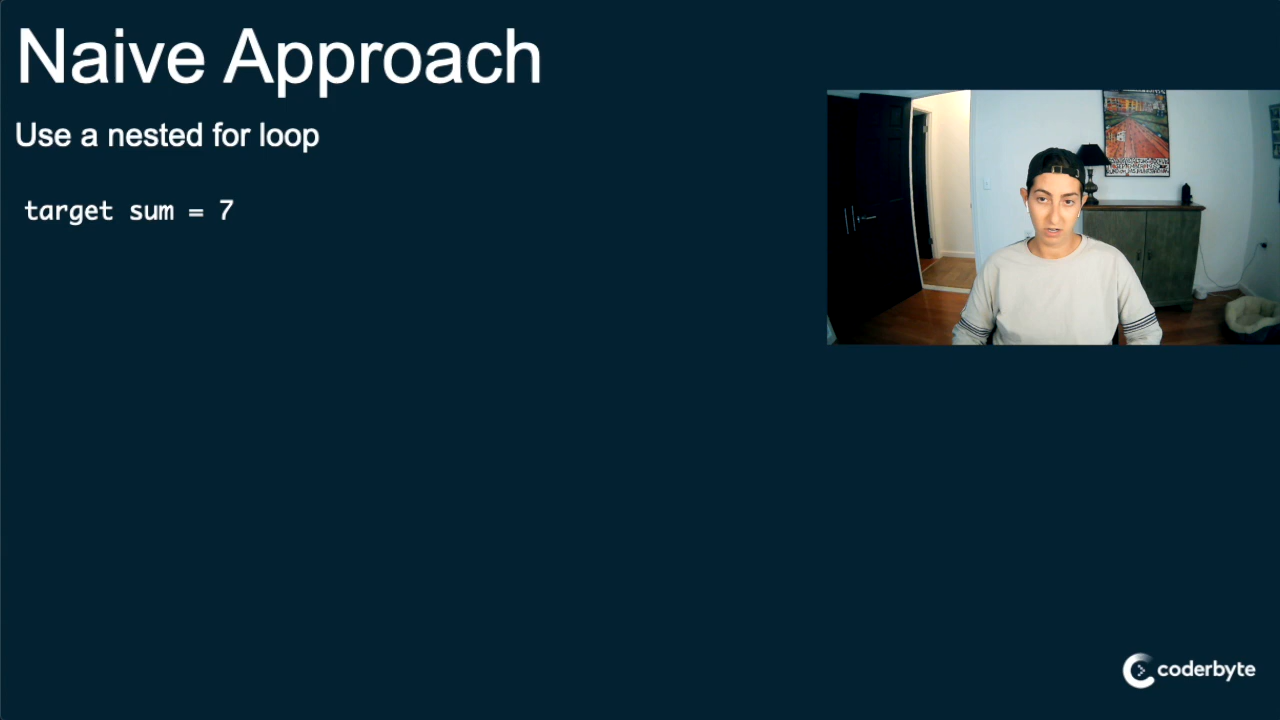 Naive Approach
Use a nested for loop
target sum = 7
coderbyte